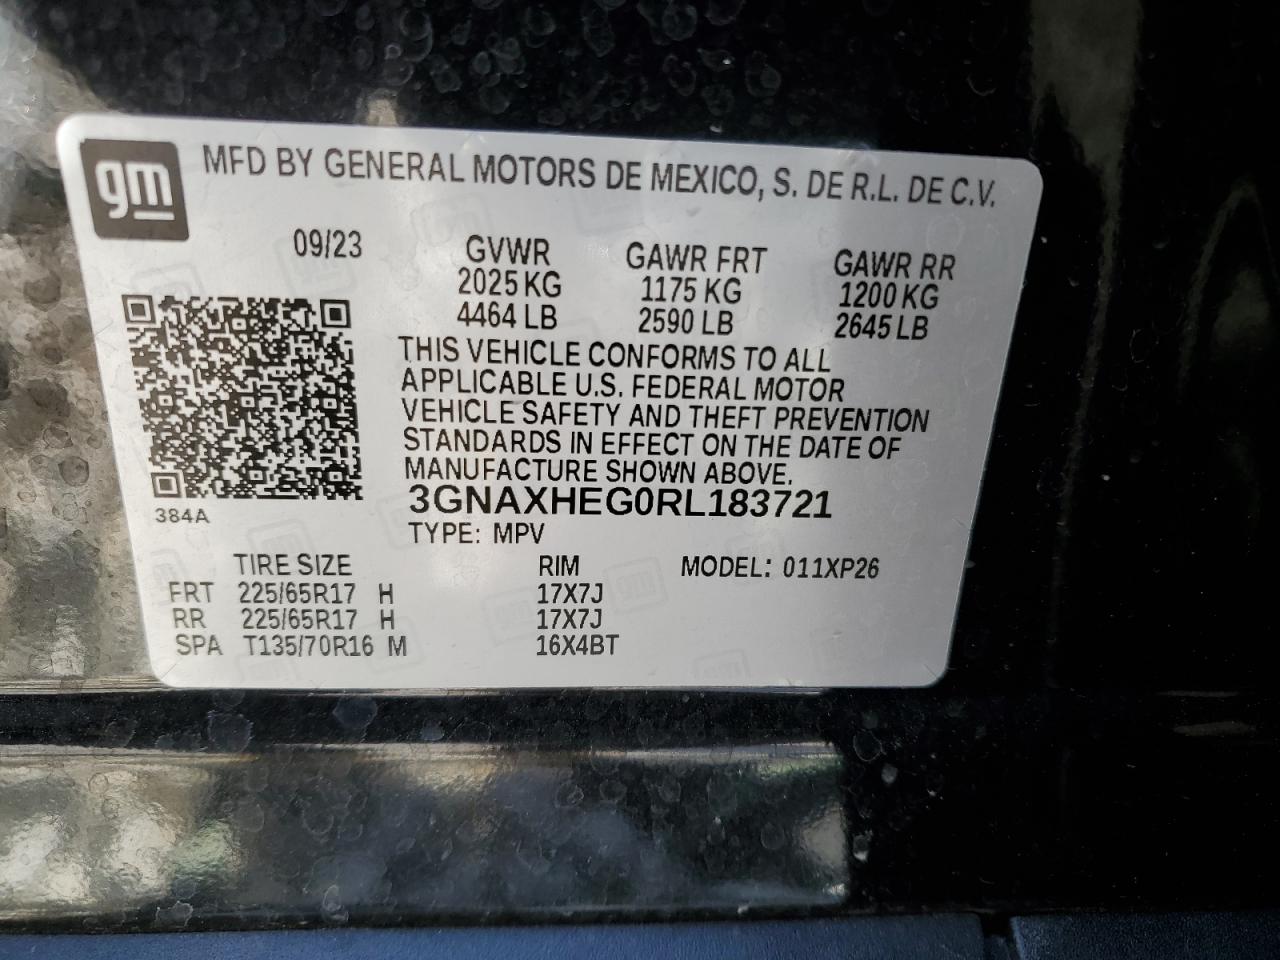 gm
MFD BY GENERAL MOTORS DE MEXICO, S. DE R.L. DE C.V.
09/23 GVWR GAWR FRT GAWR RR
2025 KG 1175 KG 1200 KG
4464 LB 2590 LB 2645 LB
THIS VEHICLE CONFORMS TO ALL
APPLICABLE U.S. FEDERAL MOTOR
VEHICLE SAFETY AND THEFT PREVENTION
STANDARDS IN EFFECT ON THE DATE OF
MANUFACTURE SHOWN ABOVE.
3GNAXHEG0RL183721
384A
TYPE: MPV
TIRE SIZE RIM MODEL: 011XP26
FRT 225/65R17 H 17X7J
RR 225/65R17 H 17X7J
SPA T135/70R16 M 16X4BT